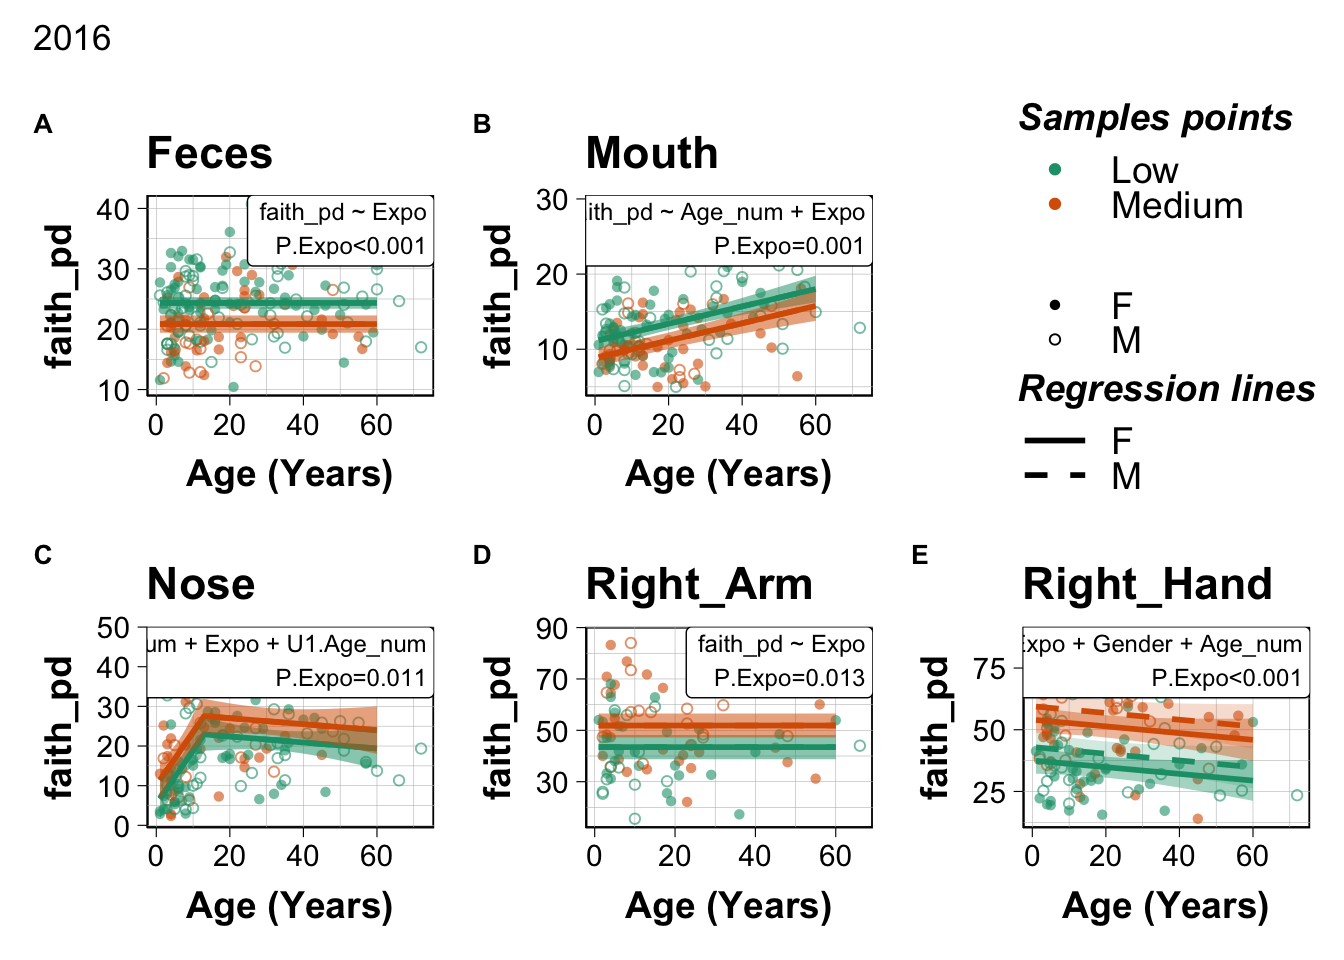 2016
A
Feces
faith_pd
40
30
20
10
faith_pd ~ Expo
P.Expo<0.001
0 20 40 60
Age (Years)
B
Mouth
faith_pd
30
20
10
ith_pd ~ Age_num + Expo
P.Expo=0.001
0 20 40 60
Age (Years)
Samples points
Low
Medium
F
M
Regression lines
F
M
C
Nose
faith_pd
50
40
30
20
10
0
um + Expo + U1.Age_num
P.Expo=0.011
0 20 40 60
Age (Years)
D
Right_Arm
faith_pd
90
70
50
30
faith_pd ~ Expo
P.Expo=0.013
0 20 40 60
Age (Years)
E
Right_Hand
faith_pd
75
50
25
Expo + Gender + Age_num
P.Expo<0.001
0 20 40 60
Age (Years)